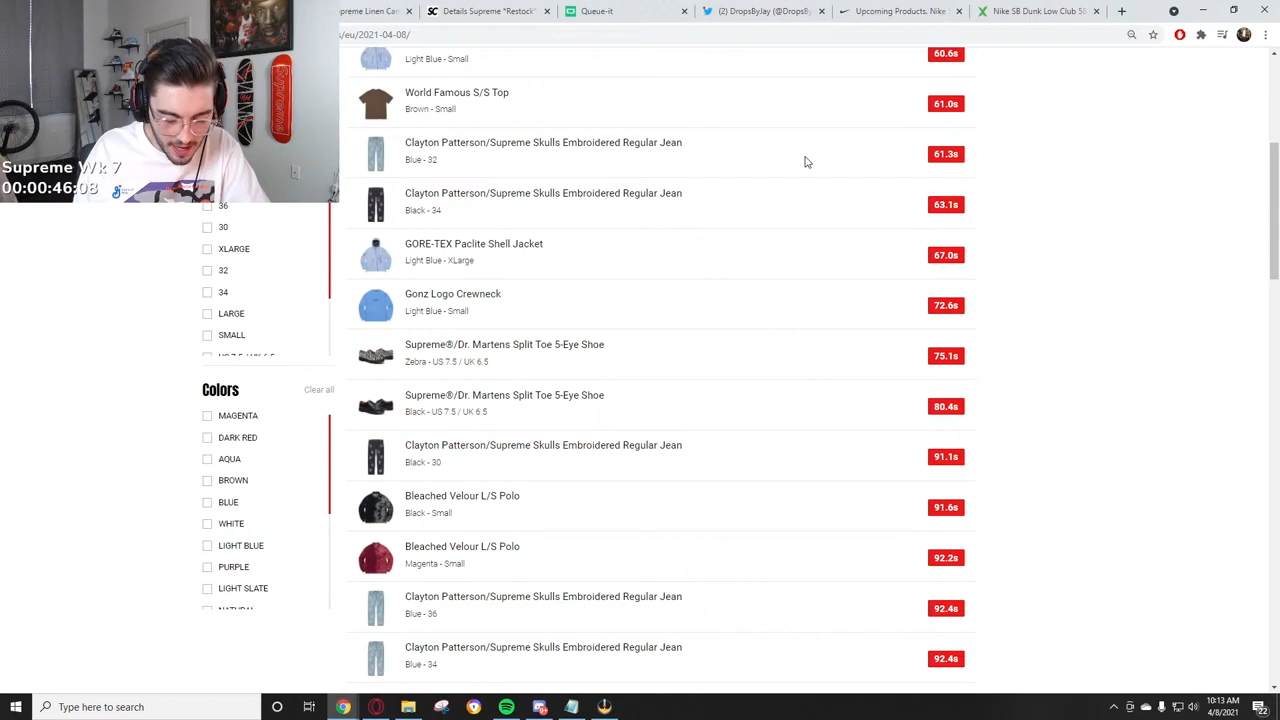 preme Linen Car
Details Supreme "Restock"
Queue-it
(2) DropsByJay (@DropsBy
Upcoming Products. Nike
Nike SB Dunk Low Club 58
s/eu/2021-04-08/
Light Blue - Small
60.6s
World Famous S/S Top
Brown - Small
61.0s
Clayton Patterson/Supreme Skulls Embroidered Regular Jean
Blue - 32
61.3s
Clayton Patterson/Supreme Skulls Embroidered Regular Jean
Black - 34
63.1s
GORE-TEX Paclite Shell Jacket
Light Blue - XLarge
67.0s
Gonz Logo Crewneck
Light Blue - Small
72.6s
Supreme®/Dr. Martens Split Toe 5-Eye Shoe
Zebra - US 7.5 / UK 6.5
75.1s
Supreme®/Dr. Martens Split Toe 5-Eye Shoe
Black - US 7.5 / UK 6.5
80.4s
Clayton Patterson/Supreme Skulls Embroidered Regular Jean
Black - 30
91.1s
Bleached Velour L/S Polo
Black - Small
91.6s
Bleached Velour L/S Polo
Magenta - Small
92.2s
Clayton Patterson/Supreme Skulls Embroidered Regular Jean
Blue - 36
92.4s
Clayton Patterson/Supreme Skulls Embroidered Regular Jean
Blue - 34
92.4s
Supreme Wk 7
00:00:46:08
Supreme
36
30
XLARGE
32
34
LARGE
SMALL
US 7.5 / UK 6.5
Colors
Clear all
MAGENTA
DARK RED
AQUA
BROWN
BLUE
WHITE
LIGHT BLUE
PURPLE
LIGHT SLATE
NATURAL
Type here to search
10:13 AM
4/8/2021
22